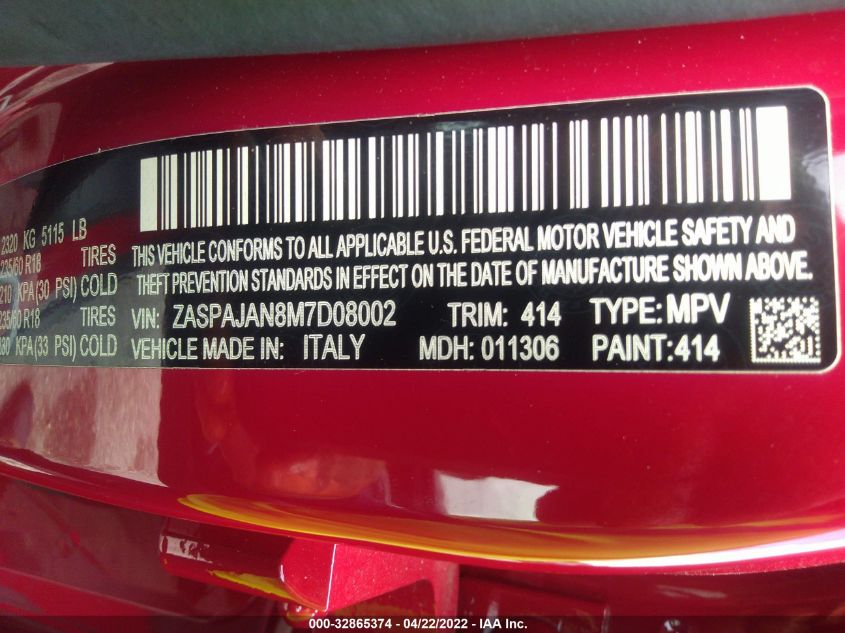 2320 KG 5115 LB
TIRES
KPA(30 PSI) COLD
TIRES
KPA(33 PSI) COLD
THIS VEHICLE CONFORMS TO ALL APPLICABLE U.S. FEDERAL MOTOR VEHICLE SAFETY AND
THEFT PREVENTION STANDARDS IN EFFECT ON THE DATE OF MANUFACTURE SHOWN ABOVE.
VIN: ZASPAJAN8M7D08002 TRIM: 414 TYPE: MPV
VEHICLE MADE IN: ITALY MDH: 011306 PAINT:414
000-32865374 - 04/22/2022 - IAA Inc.